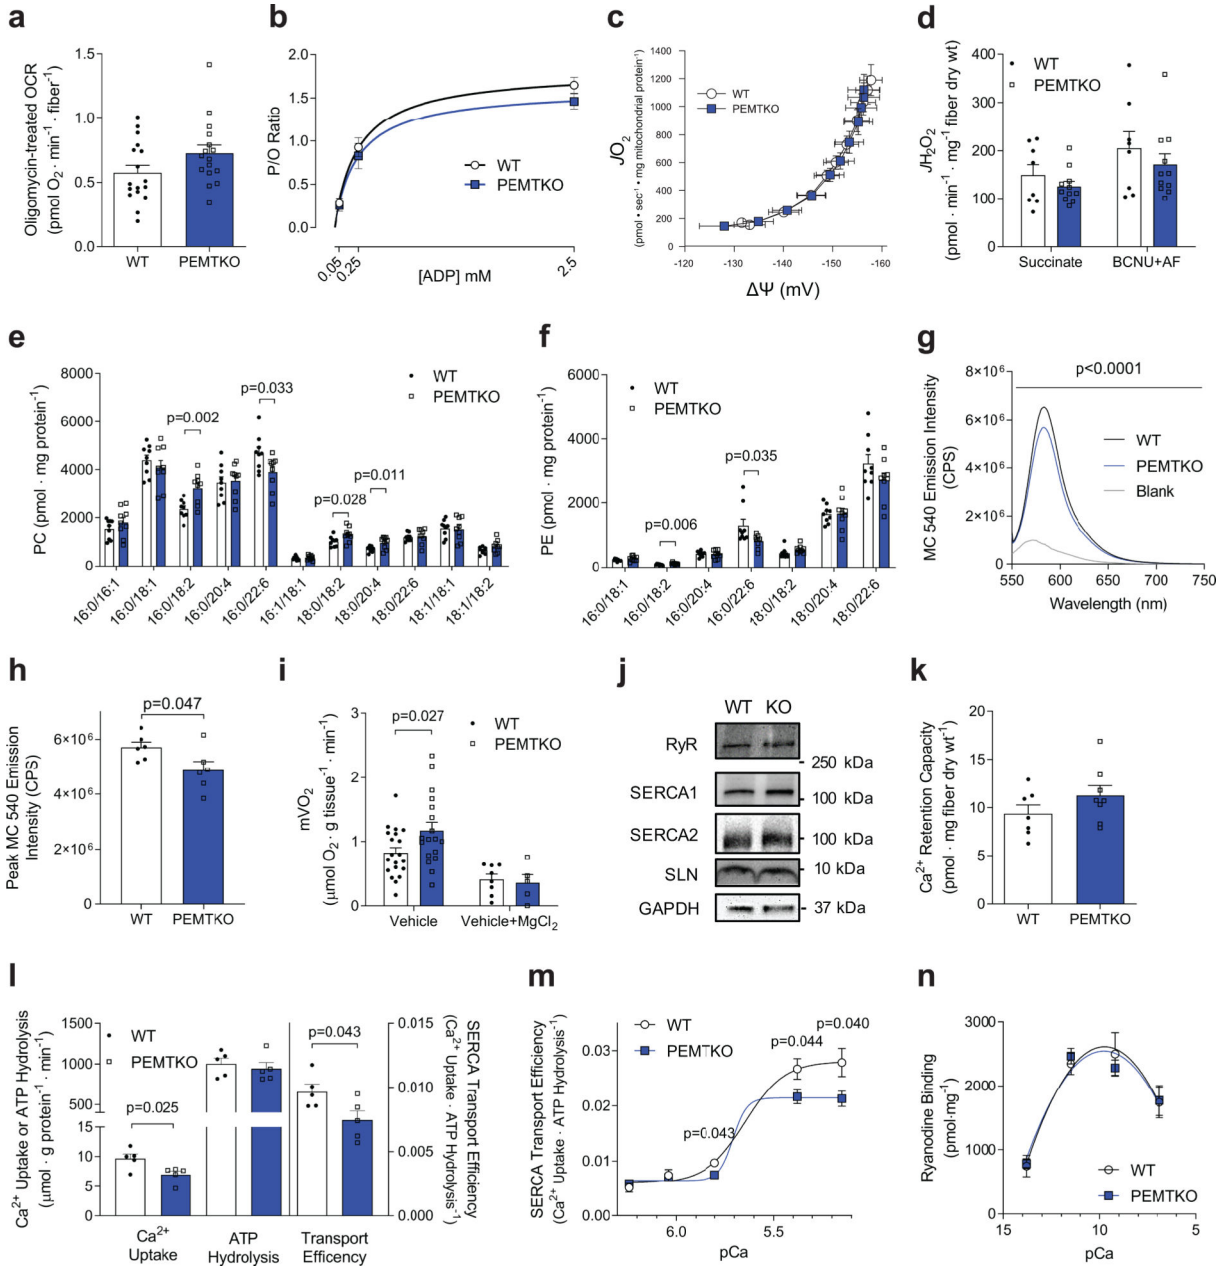 a
Oligomycin-treated OCR
(pmol O₂ · min⁻¹ · fiber⁻¹)
1.5
1.0
0.5
0.0
WT
PEMTKO
b
P/O Ratio
2.0
1.5
1.0
0.5
0.0
WT
PEMTKO
0.05
0.25
2.5
[ADP] mM
c
JO₂
(pmol • sec⁻¹ • mg mitochondrial protein⁻¹)
1400
1200
1000
800
600
400
200
0
WT
PEMTKO
-120
-130
-140
-150
-160
ΔΨ (mV)
d
JH₂O₂
(pmol · min⁻¹ · mg⁻¹ fiber dry wt)
400
300
200
100
0
WT
PEMTKO
Succinate
BCNU+AF
e
PC (pmol · mg protein⁻¹)
8000
6000
4000
2000
0
WT
PEMTKO
p=0.002
p=0.033
p=0.028
p=0.011
16:0/16:1
16:0/18:1
16:0/18:2
16:0/20:4
16:0/22:6
16:1/18:1
18:0/18:2
18:0/20:4
18:0/22:6
18:1/18:1
18:1/18:2
f
PE (pmol · mg protein⁻¹)
6000
4000
2000
0
WT
PEMTKO
p=0.006
p=0.035
16:0/18:1
16:0/18:2
16:0/20:4
16:0/22:6
18:0/18:2
18:0/20:4
18:0/22:6
g
MC 540 Emission Intensity
(CPS)
8×10⁶
6×10⁶
4×10⁶
2×10⁶
0
p<0.0001
WT
PEMTKO
Blank
550
600
650
700
750
Wavelength (nm)
h
Peak MC 540 Emission
Intensity (CPS)
6×10⁶
4×10⁶
2×10⁶
0
p=0.047
WT
PEMTKO
i
mVO₂
(μmol O₂ · g tissue⁻¹ · min⁻¹)
3
2
1
0
p=0.027
WT
PEMTKO
Vehicle
Vehicle+MgCl₂
j
WT KO
RyR
250 kDa
SERCA1
100 kDa
SERCA2
100 kDa
SLN
10 kDa
GAPDH
37 kDa
k
Ca²⁺ Retention Capacity
(pmol · mg fiber dry wt⁻¹)
20
15
10
5
0
WT
PEMTKO
l
Ca²⁺ Uptake or ATP Hydrolysis
(μmol · g protein⁻¹ · min⁻¹)
1500
1000
500
15
10
5
0
WT
PEMTKO
p=0.025
p=0.043
0.015
0.010
0.005
0.000
SERCA Transport Efficiency
(Ca²⁺ Uptake · ATP Hydrolysis⁻¹)
Ca²⁺
Uptake
ATP
Hydrolysis
Transport
Efficency
m
SERCA Transport Efficiency
(Ca²⁺ Uptake · ATP Hydrolysis⁻¹)
0.03
0.02
0.01
0.00
WT
PEMTKO
p=0.043
p=0.044
p=0.040
6.0
5.5
pCa
n
Ryanodine Binding
(pmol·mg⁻¹)
3000
2000
1000
0
WT
PEMTKO
15
10
5
pCa